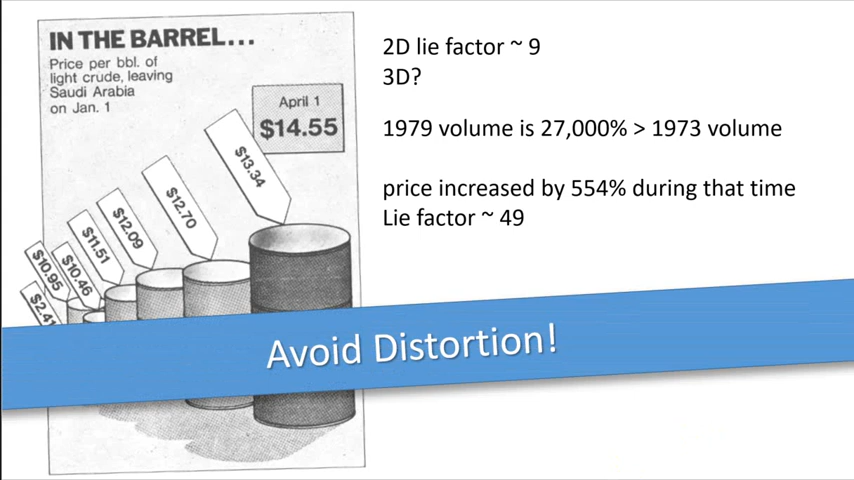 IN THE BARREL...
Price per bbl. of
light crude, leaving
Saudi Arabia
on Jan. 1
April 1
$14.55
$13.34
$12.70
$12.09
$11.51
$10.46
$10.95
$2.41
2D lie factor ~ 9
3D?
1979 volume is 27,000% > 1973 volume
price increased by 554% during that time
Lie factor ~ 49
Avoid Distortion!